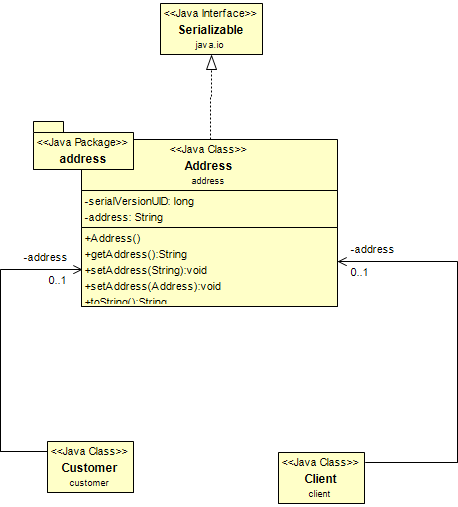 <<Java Interface>>
Serializable
java.io
<<Java Package>>
address
<<Java Class>>
Address
address
-serialVersionUID: long
-address: String
+Address()
+getAddress():String
+setAddress(String):void
+setAddress(Address):void
+toString():String
-address
0..1
-address
0..1
<<Java Class>>
Customer
customer
<<Java Class>>
Client
client